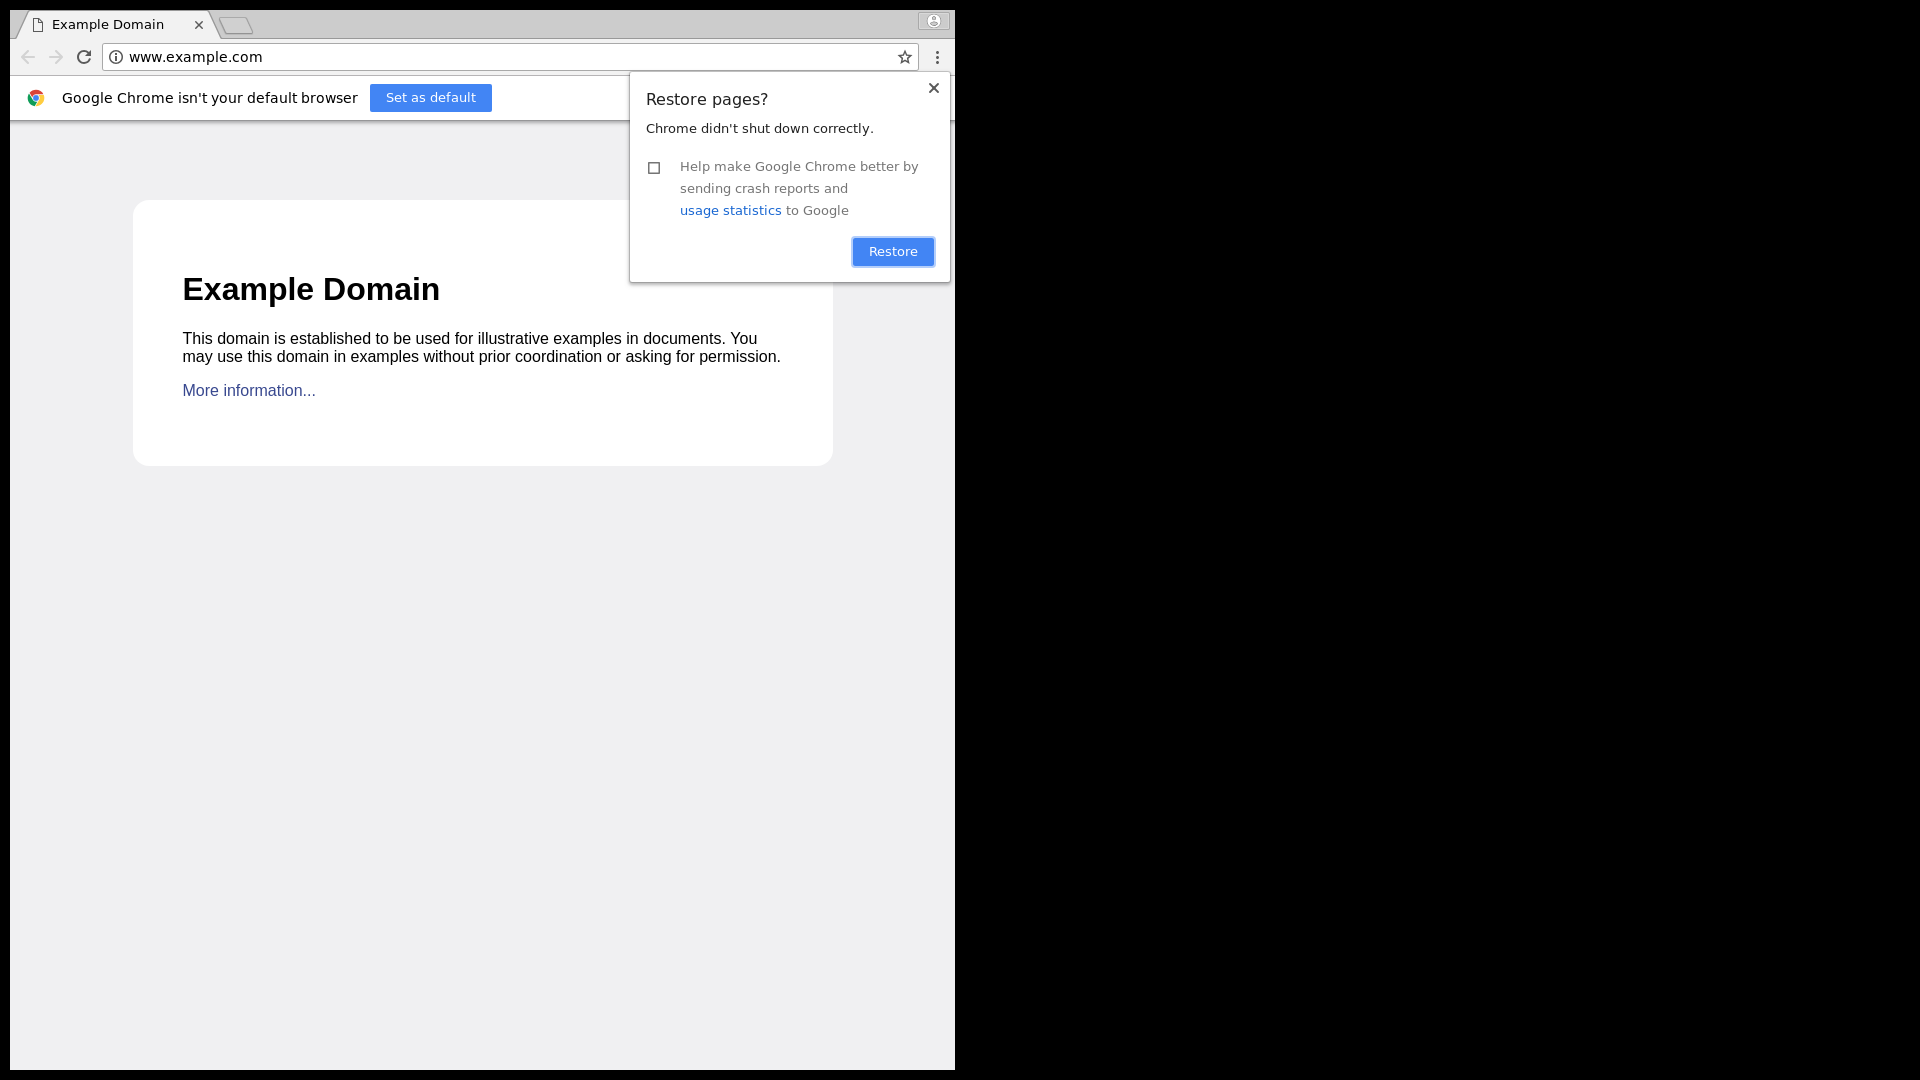 Example Domain
www.example.com
Google Chrome isn't your default browser
Set as default
Restore pages?
Chrome didn't shut down correctly.
Help make Google Chrome better by
sending crash reports and
usage statistics to Google
Restore
Example Domain
This domain is established to be used for illustrative examples in documents. You
may use this domain in examples without prior coordination or asking for permission.
More information...